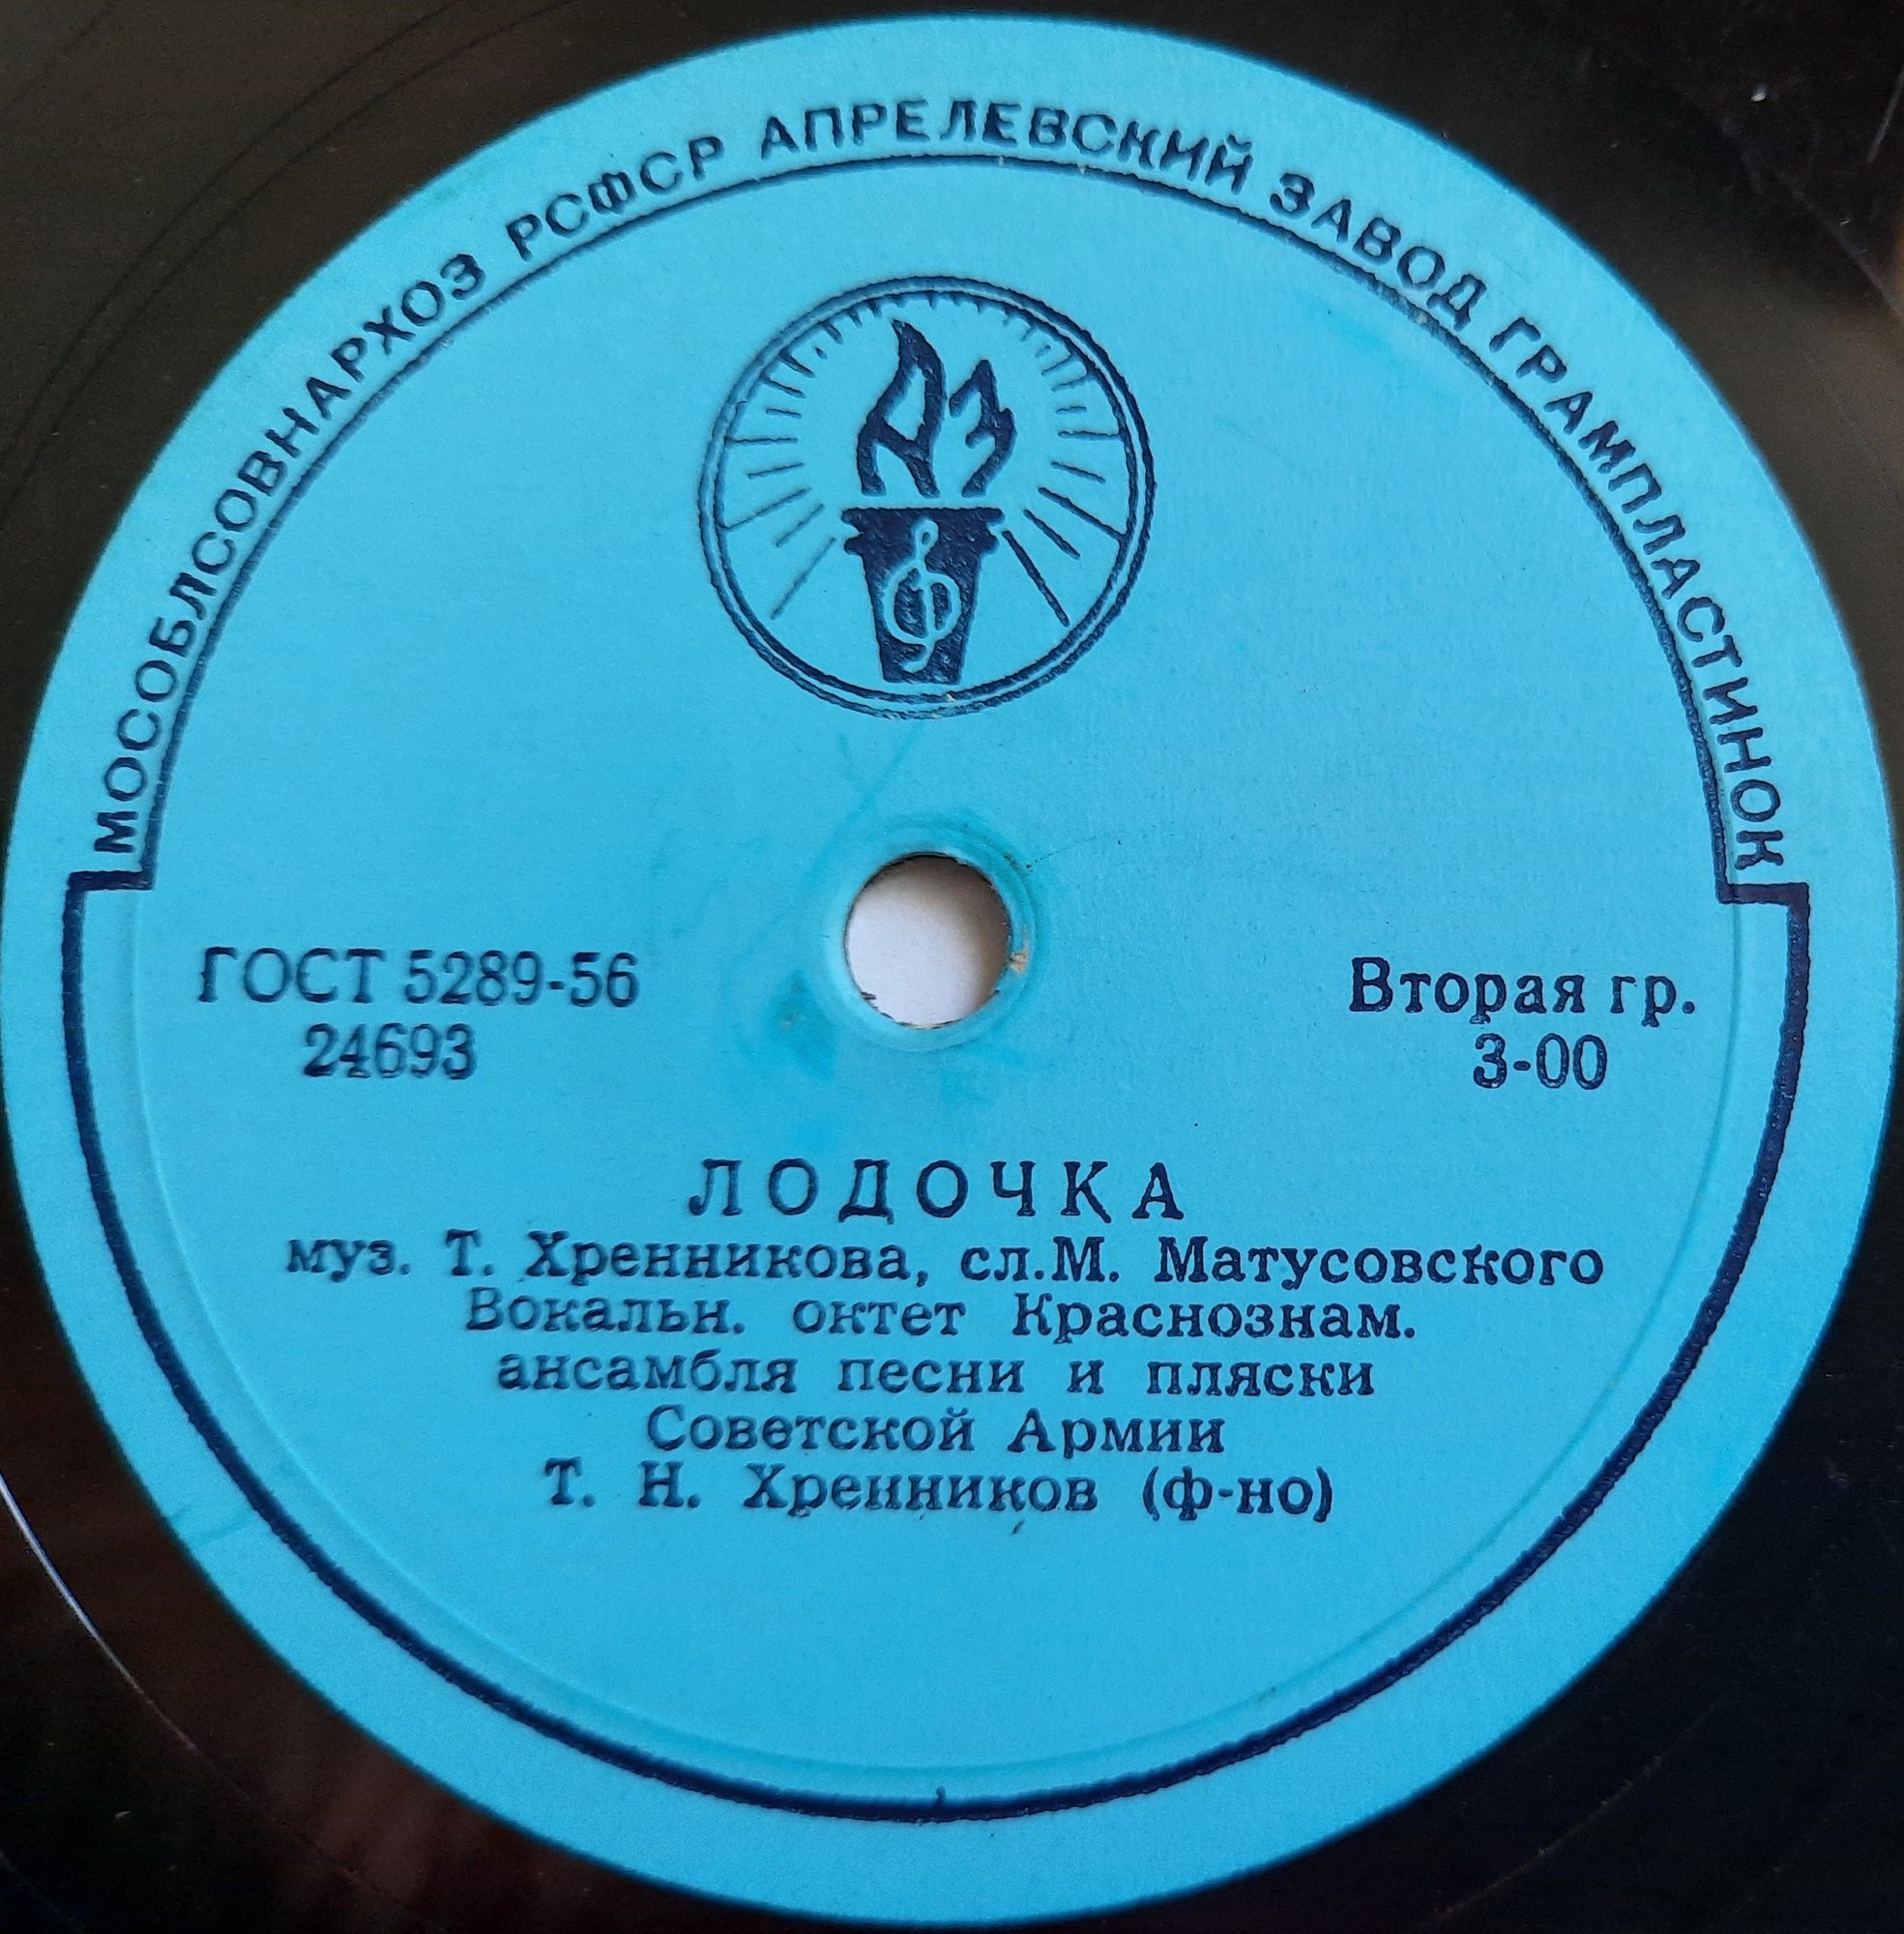 МОСОБЛСОВНАРХОЗ РСФСР АПРЕЛЕВСКИЙ ЗАВОД ГРАМПЛАСТИНОК
АЗ
ГОСТ 5289-56
24693
Вторая гр.
3-00
ЛОДОЧКА
муз. Т. Хренникова, сл.М. Матусовского
Вокальн. октет Краснознам.
ансамбля песни и пляски
Советской Армии
Т. Н. Хренников (ф-но)